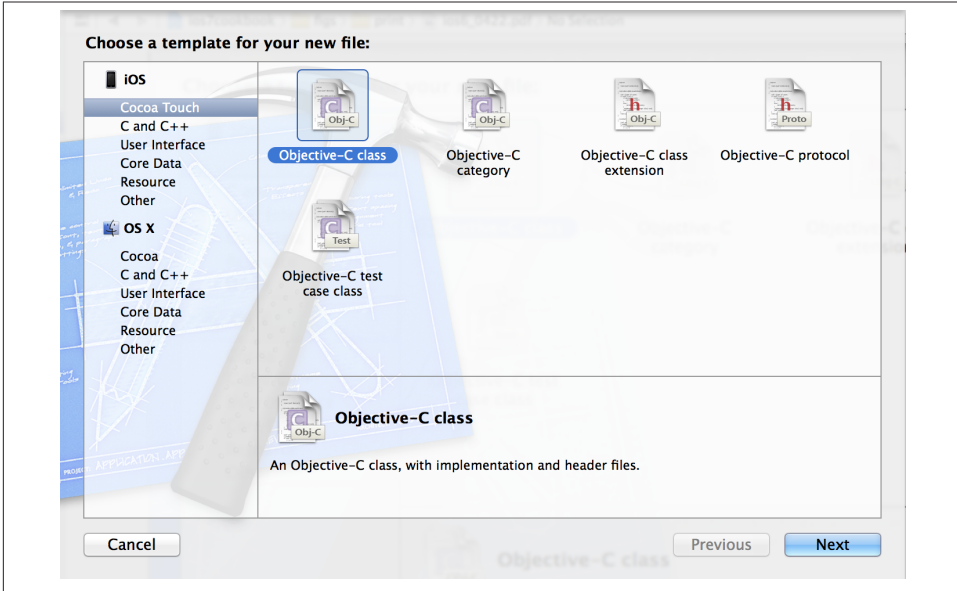 Choose a template for your new file:
iOS
Cocoa Touch
C and C++
User Interface
Core Data
Resource
Other
OS X
Cocoa
C and C++
User Interface
Core Data
Resource
Other
Obj-C
Objective-C class
Obj-C
Objective-C
category
h
Obj-C
Objective-C class
extension
h
Proto
Objective-C protocol
C
Test
Objective-C test
case class
Obj-C
Objective-C class
An Objective-C class, with implementation and header files.
Cancel
Previous
Next
Objective-C class